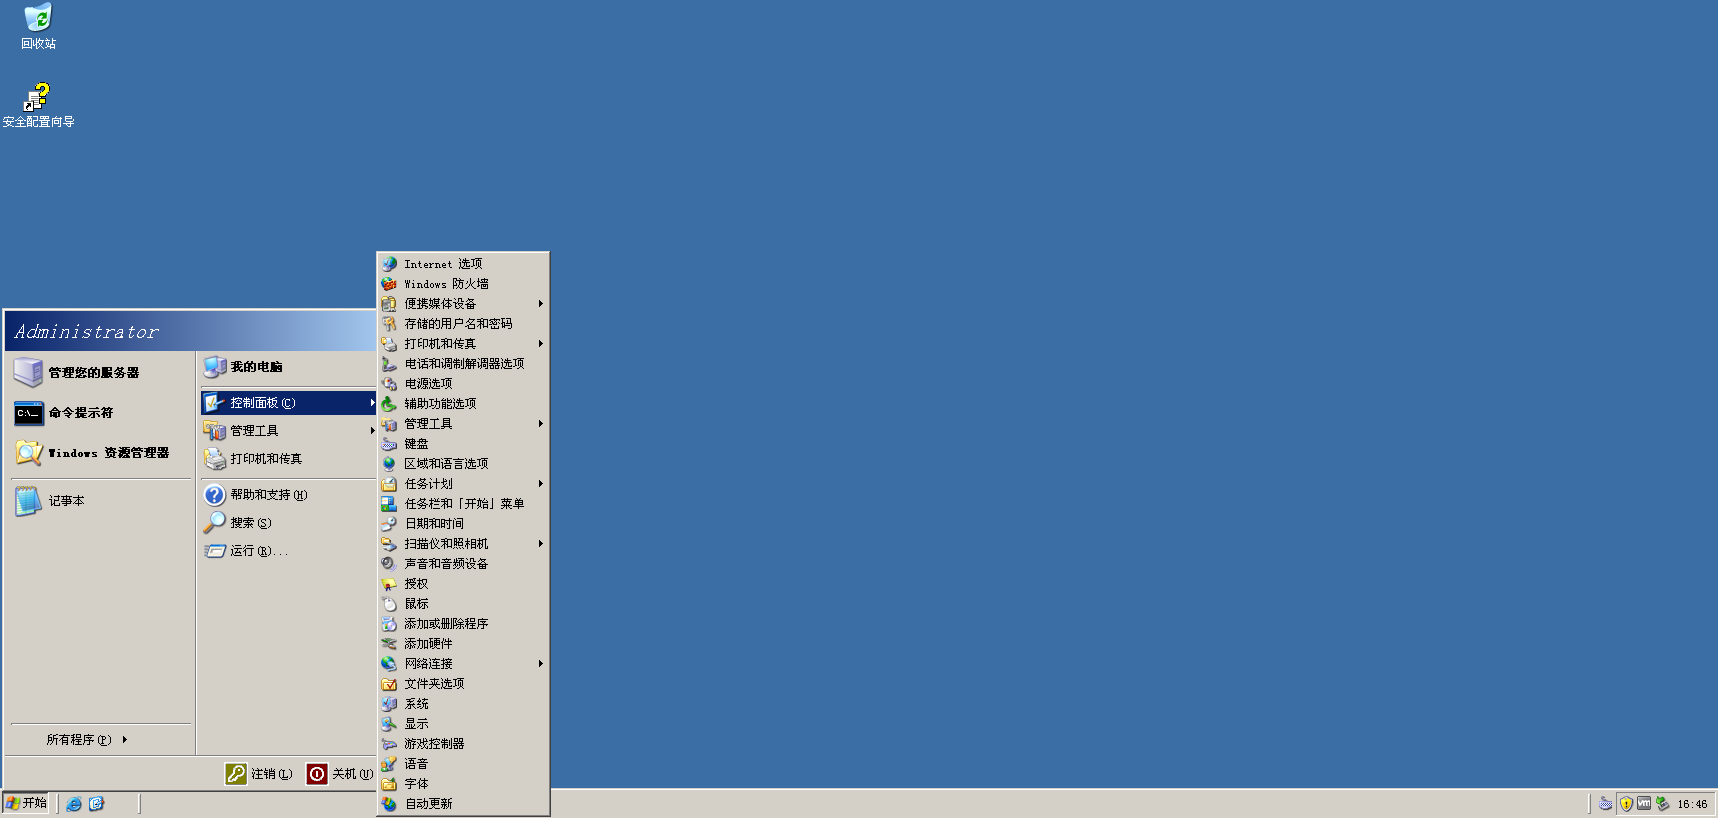 回收站
安全配置向导
Administrator
管理您的服务器
命令提示符
Windows 资源管理器
记事本
所有程序(P)
我的电脑
控制面板(C)
管理工具
打印机和传真
帮助和支持(H)
搜索(S)
运行(R)...
注销(L)
关机(U)
Internet 选项
Windows 防火墙
便携媒体设备
存储的用户名和密码
打印机和传真
电话和调制解调器选项
电源选项
辅助功能选项
管理工具
键盘
区域和语言选项
任务计划
任务栏和「开始」菜单
日期和时间
扫描仪和照相机
声音和音频设备
授权
鼠标
添加或删除程序
添加硬件
网络连接
文件夹选项
系统
显示
游戏控制器
语音
字体
自动更新
开始
16:46